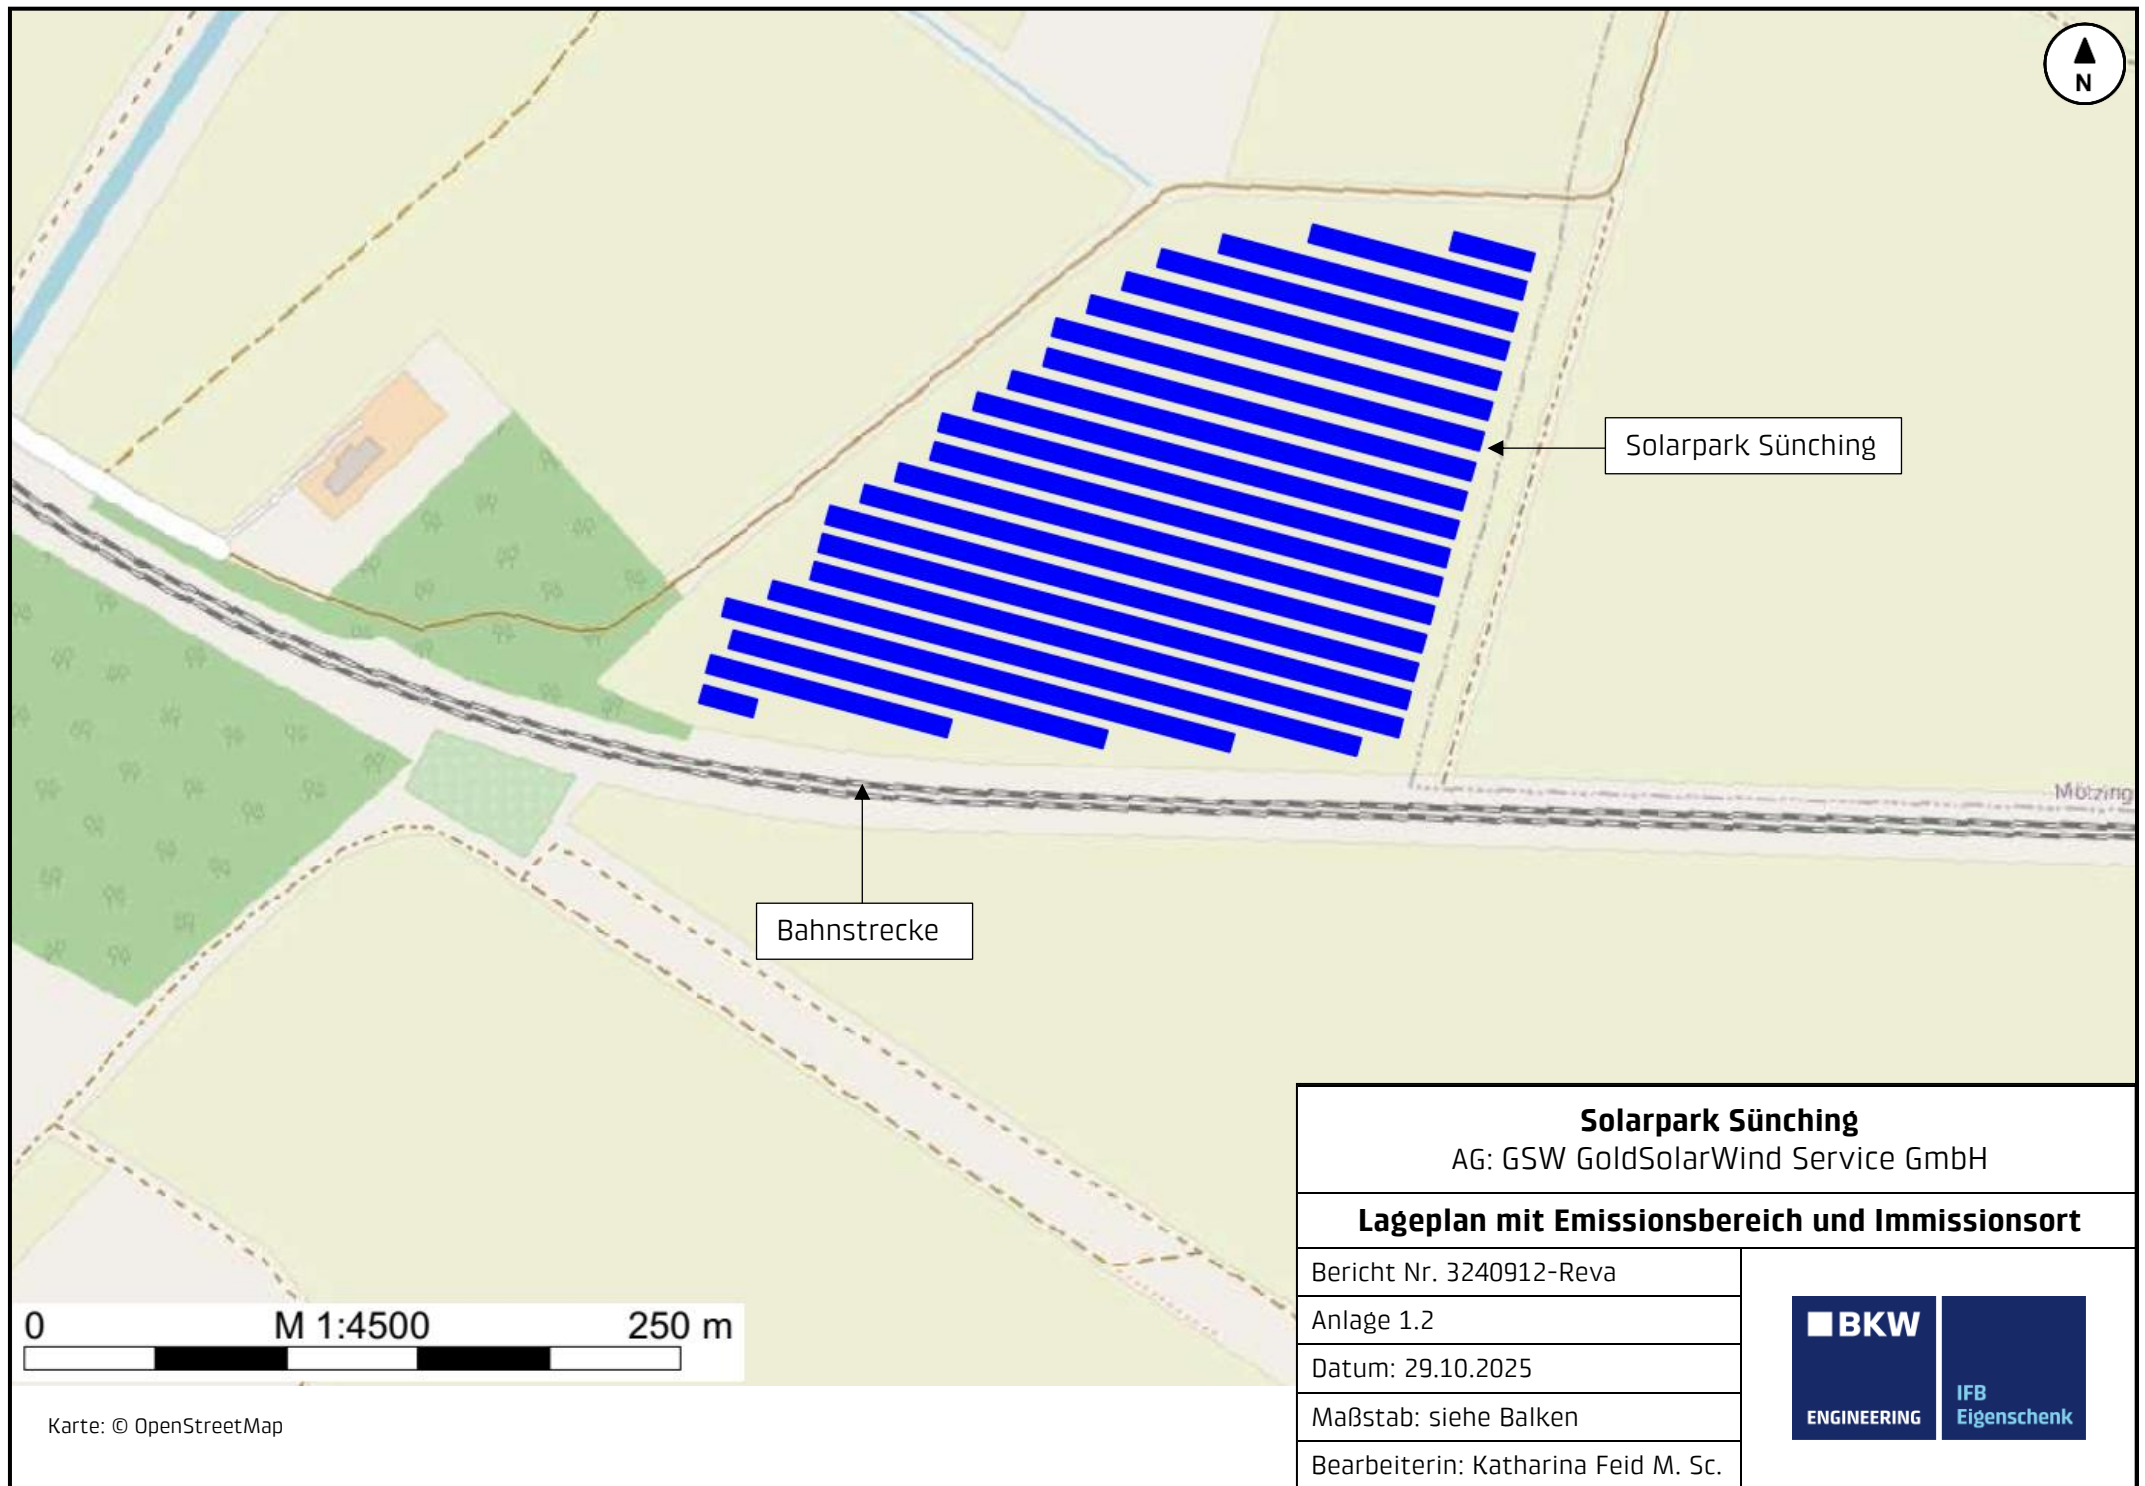 N
Solarpark Sünching
Mötzing
Bahnstrecke
Solarpark Sünching
AG: GSW GoldSolarWind Service GmbH
Lageplan mit Emissionsbereich und Immissionsort
Bericht Nr. 3240912-Reva
Anlage 1.2
Datum: 29.10.2025
Maßstab: siehe Balken
Bearbeiterin: Katharina Feid M. Sc.
BKW
ENGINEERING
IFB
Eigenschenk
0 M 1:4500 250 m
Karte: © OpenStreetMap